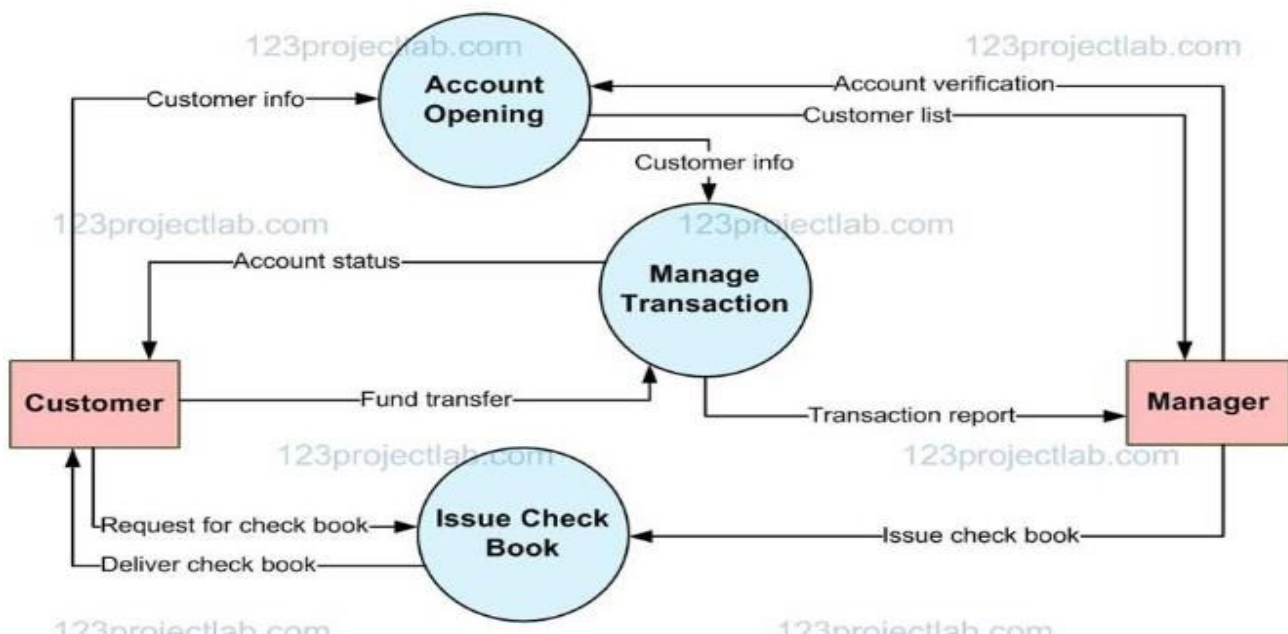 123projectlab.com
123projectlab.com
Account
Opening
Account verification
Customer info
Customer list
Customer info
123projectlab.com
123projectlab.com
Account status
Manage
Transaction
Customer
Fund transfer
Transaction report
Manager
123projectlab.com
123projectlab.com
Request for check book
Issue Check
Book
Issue check book
Deliver check book
123projectlab.com
123projectlab.com